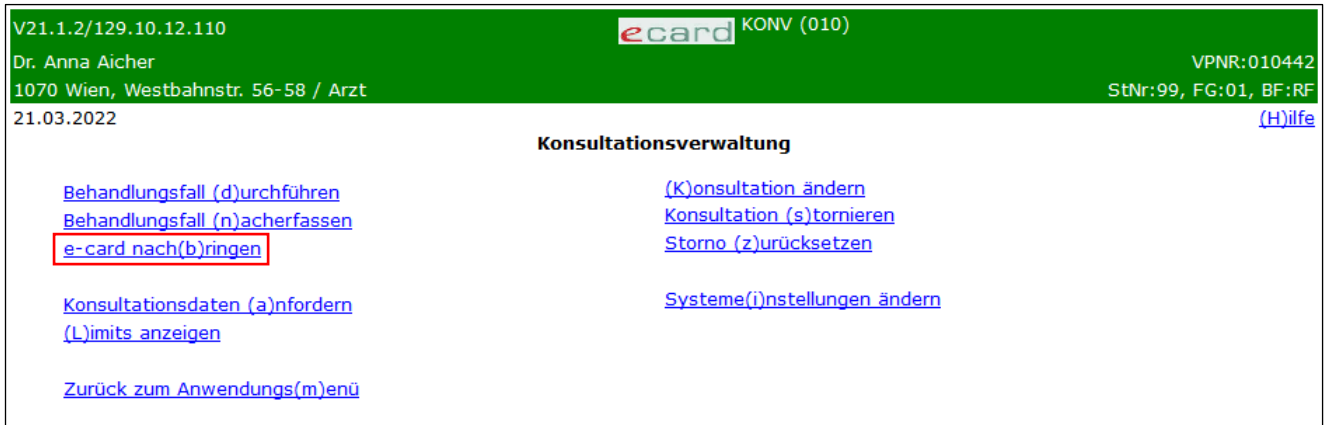 V21.1.2/129.10.12.110
ecard KONV (010)
Dr. Anna Aicher
VPNR:010442
1070 Wien, Westbahnstr. 56-58 / Arzt
StNr:99, FG:01, BF:RF
21.03.2022
(H)ilfe
Konsultationsverwaltung
Behandlungsfall (d)urchführen
Behandlungsfall (n)acherfassen
e-card nach(b)ringen
Konsultationsdaten (a)nfordern
(L)imits anzeigen
Zurück zum Anwendungs(m)enü
(K)onsultation ändern
Konsultation (s)tornieren
Storno (z)urücksetzen
Systeme(i)nstellungen ändern